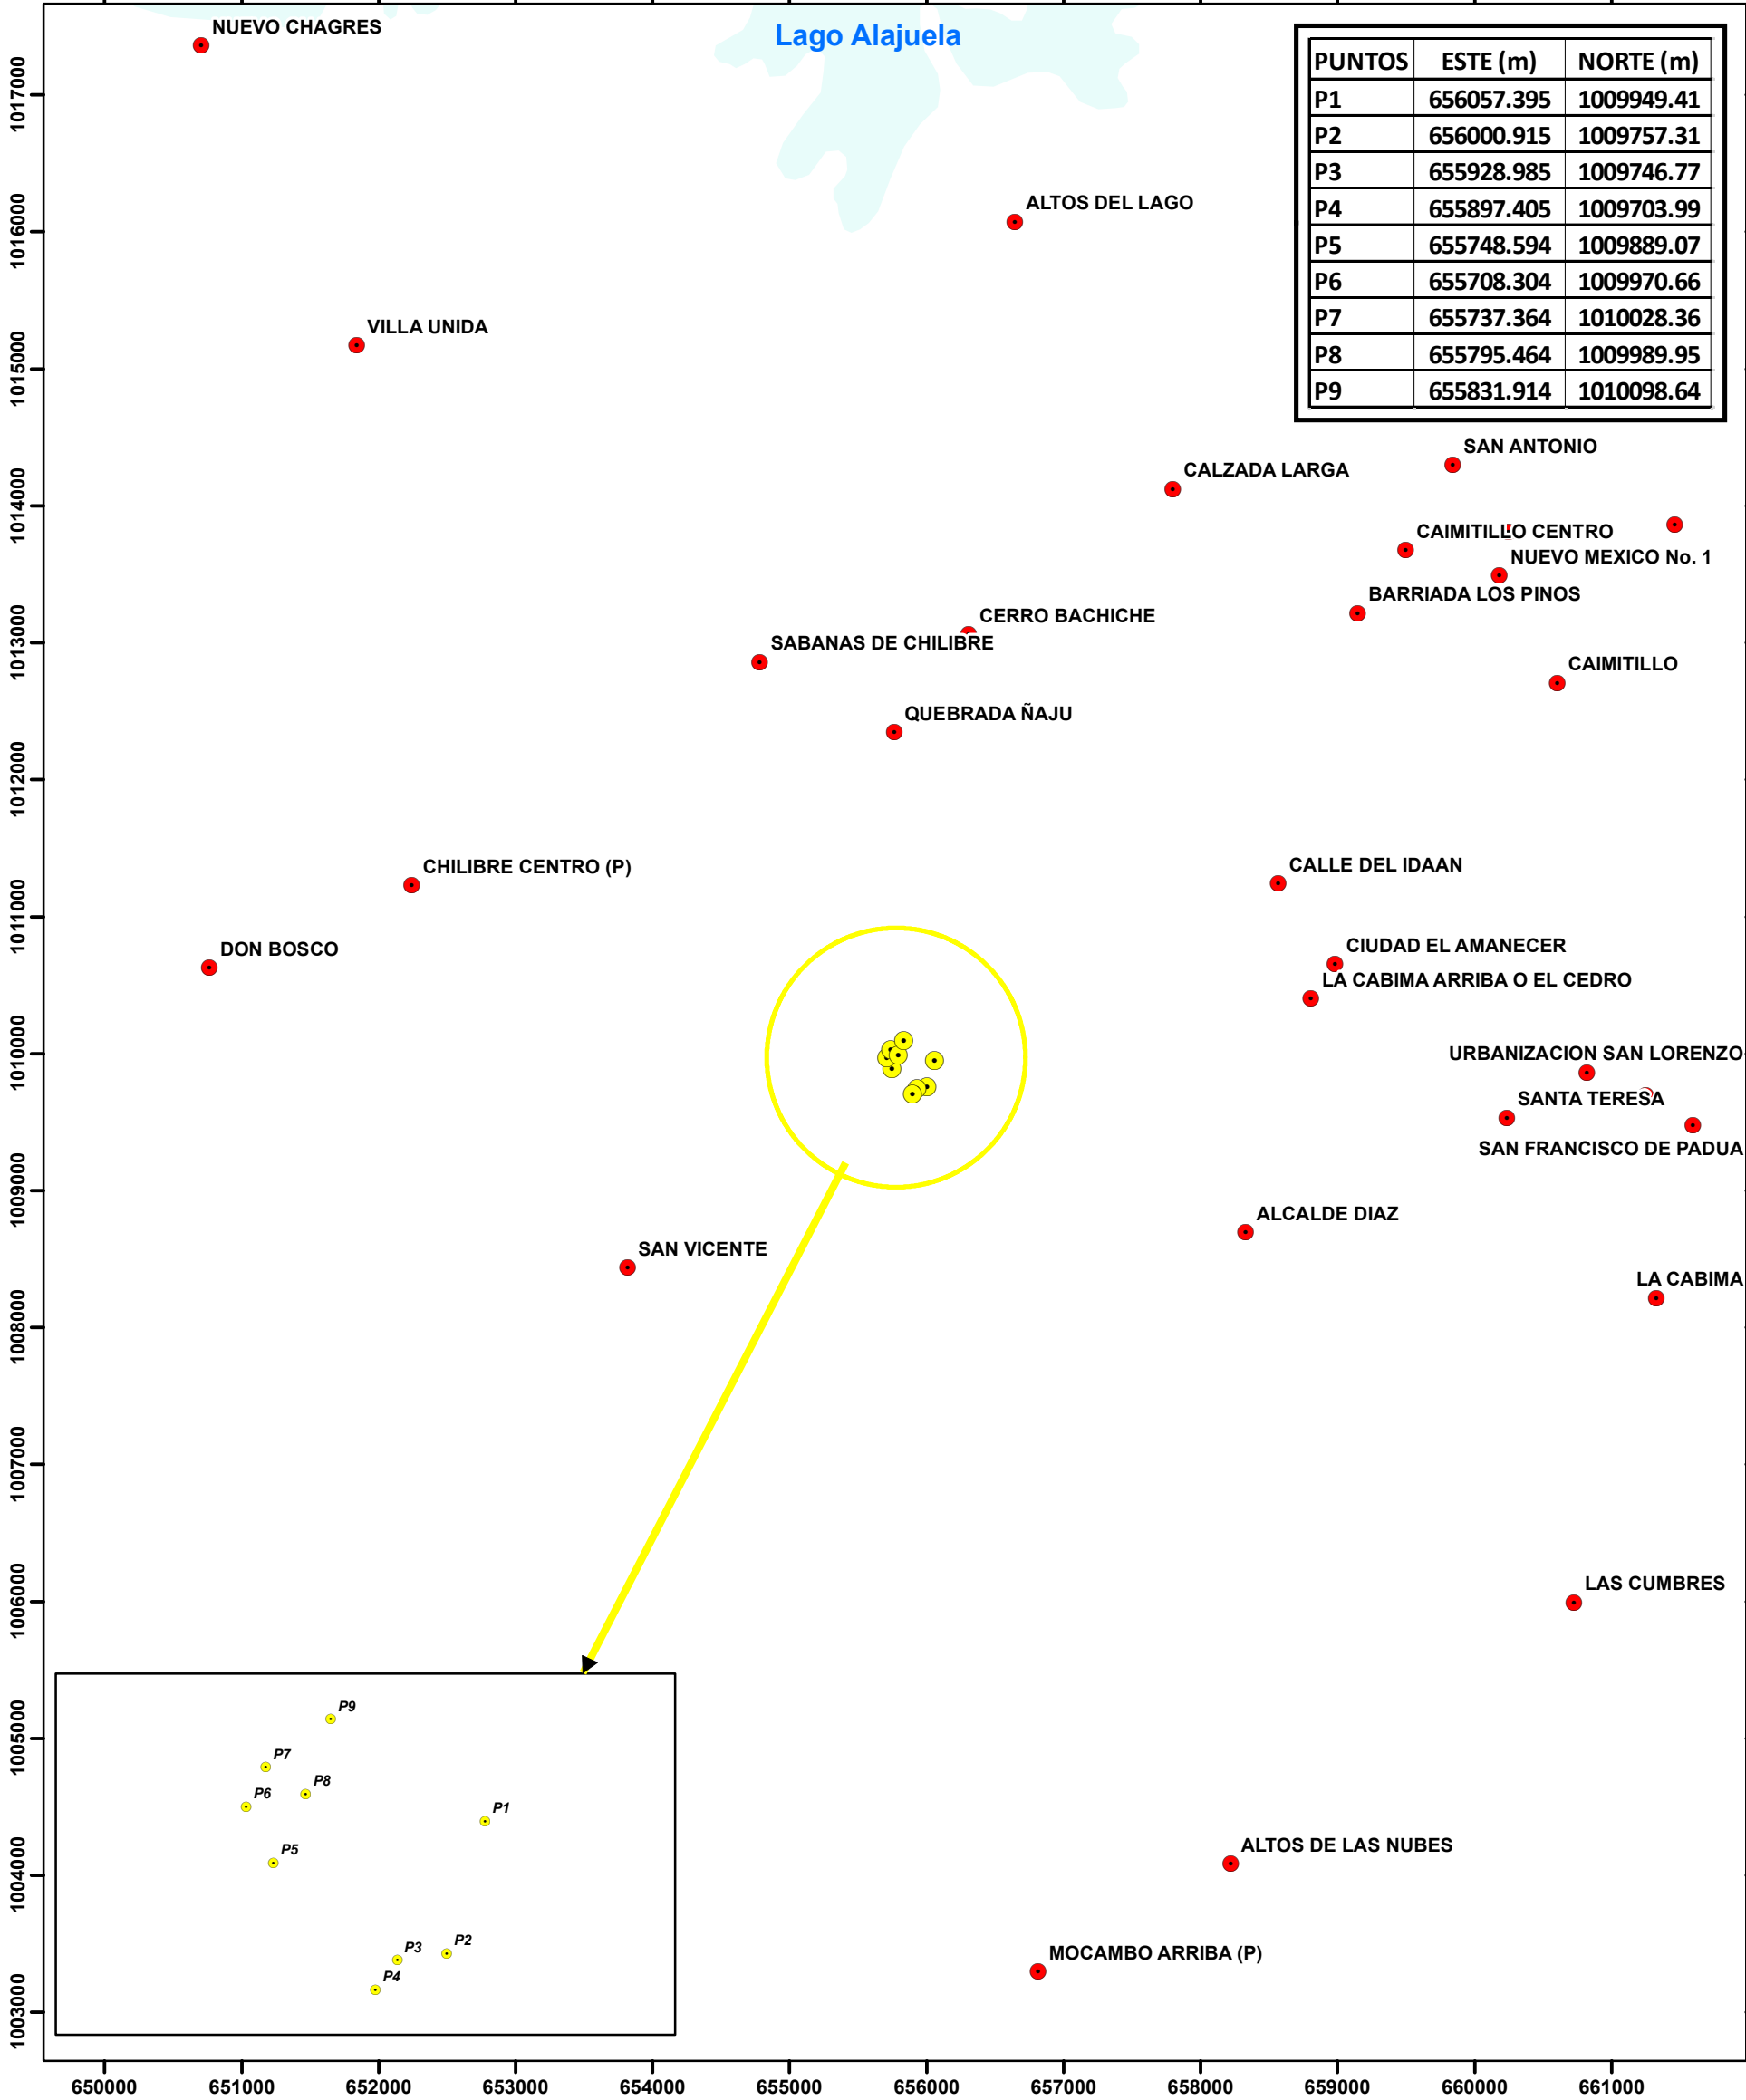 NUEVO CHAGRES
Lago Alajuela
PUNTOS ESTE (m) NORTE (m)
P1 656057.395 1009949.41
P2 656000.915 1009757.31
P3 655928.985 1009746.77
P4 655897.405 1009703.99
P5 655748.594 1009889.07
P6 655708.304 1009970.66
P7 655737.364 1010028.36
P8 655795.464 1009989.95
P9 655831.914 1010098.64
ALTOS DEL LAGO
VILLA UNIDA
SAN ANTONIO
CALZADA LARGA
CAIMITILLO CENTRO
NUEVO MEXICO No. 1
BARRIADA LOS PINOS
CERRO BACHICHE
SABANAS DE CHILIBRE
CAIMITILLO
QUEBRADA ÑAJU
CHILIBRE CENTRO (P)
CALLE DEL IDAAN
DON BOSCO
CIUDAD EL AMANECER
LA CABIMA ARRIBA O EL CEDRO
URBANIZACION SAN LORENZO
SANTA TERESA
SAN FRANCISCO DE PADUA
ALCALDE DIAZ
SAN VICENTE
LA CABIMA
LAS CUMBRES
P9
P7
P8
P6
P1
P5
P3
P2
P4
ALTOS DE LAS NUBES
MOCAMBO ARRIBA (P)
1017000
1016000
1015000
1014000
1013000
1012000
1011000
1010000
1009000
1008000
1007000
1006000
1005000
1004000
1003000
650000 651000 652000 653000 654000 655000 656000 657000 658000 659000 660000 661000